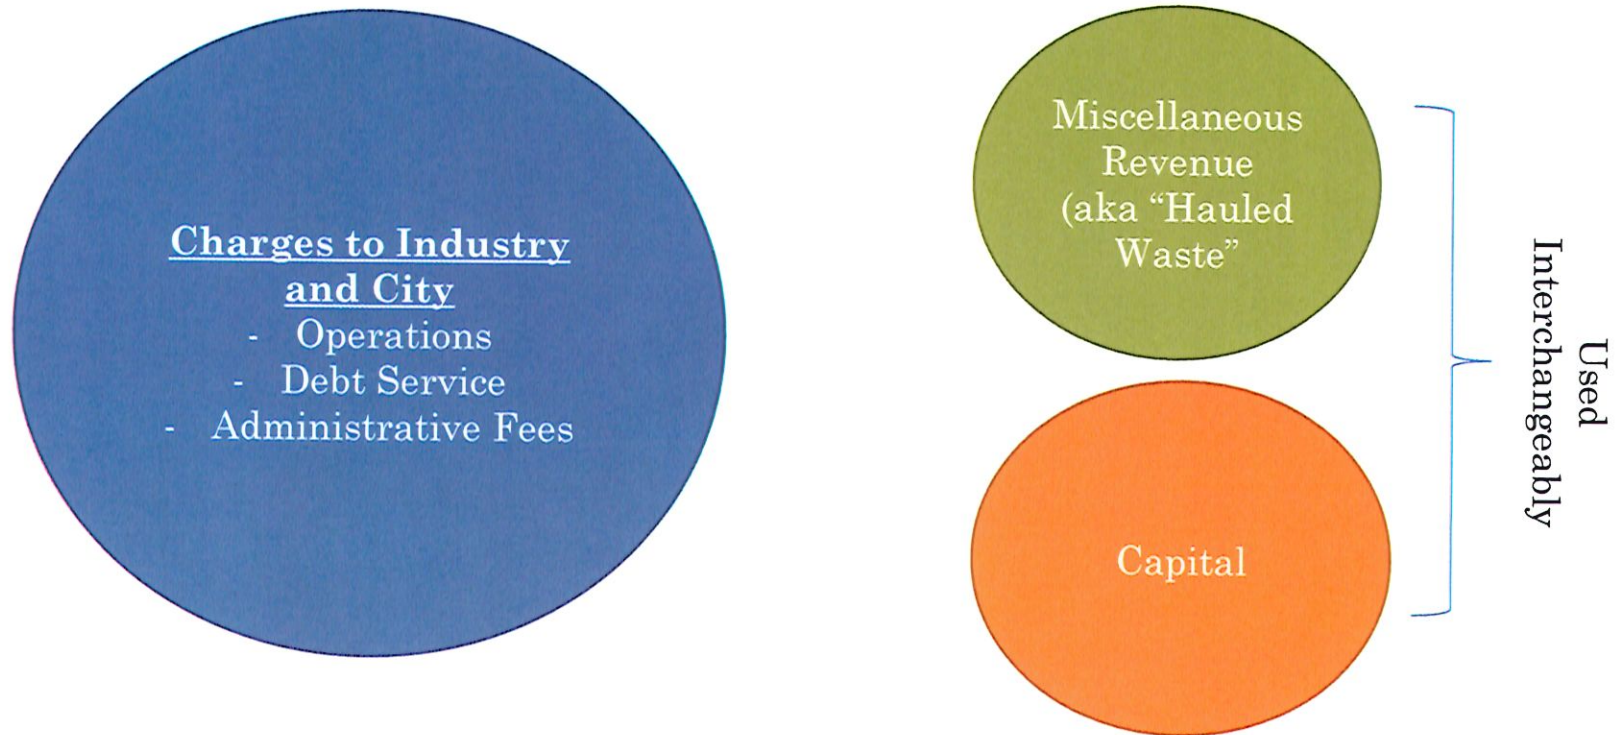 Charges to Industry
and City
- Operations
- Debt Service
- Administrative Fees
Miscellaneous
Revenue
(aka “Hauled
Waste”
Capital
Used
Interchangeably